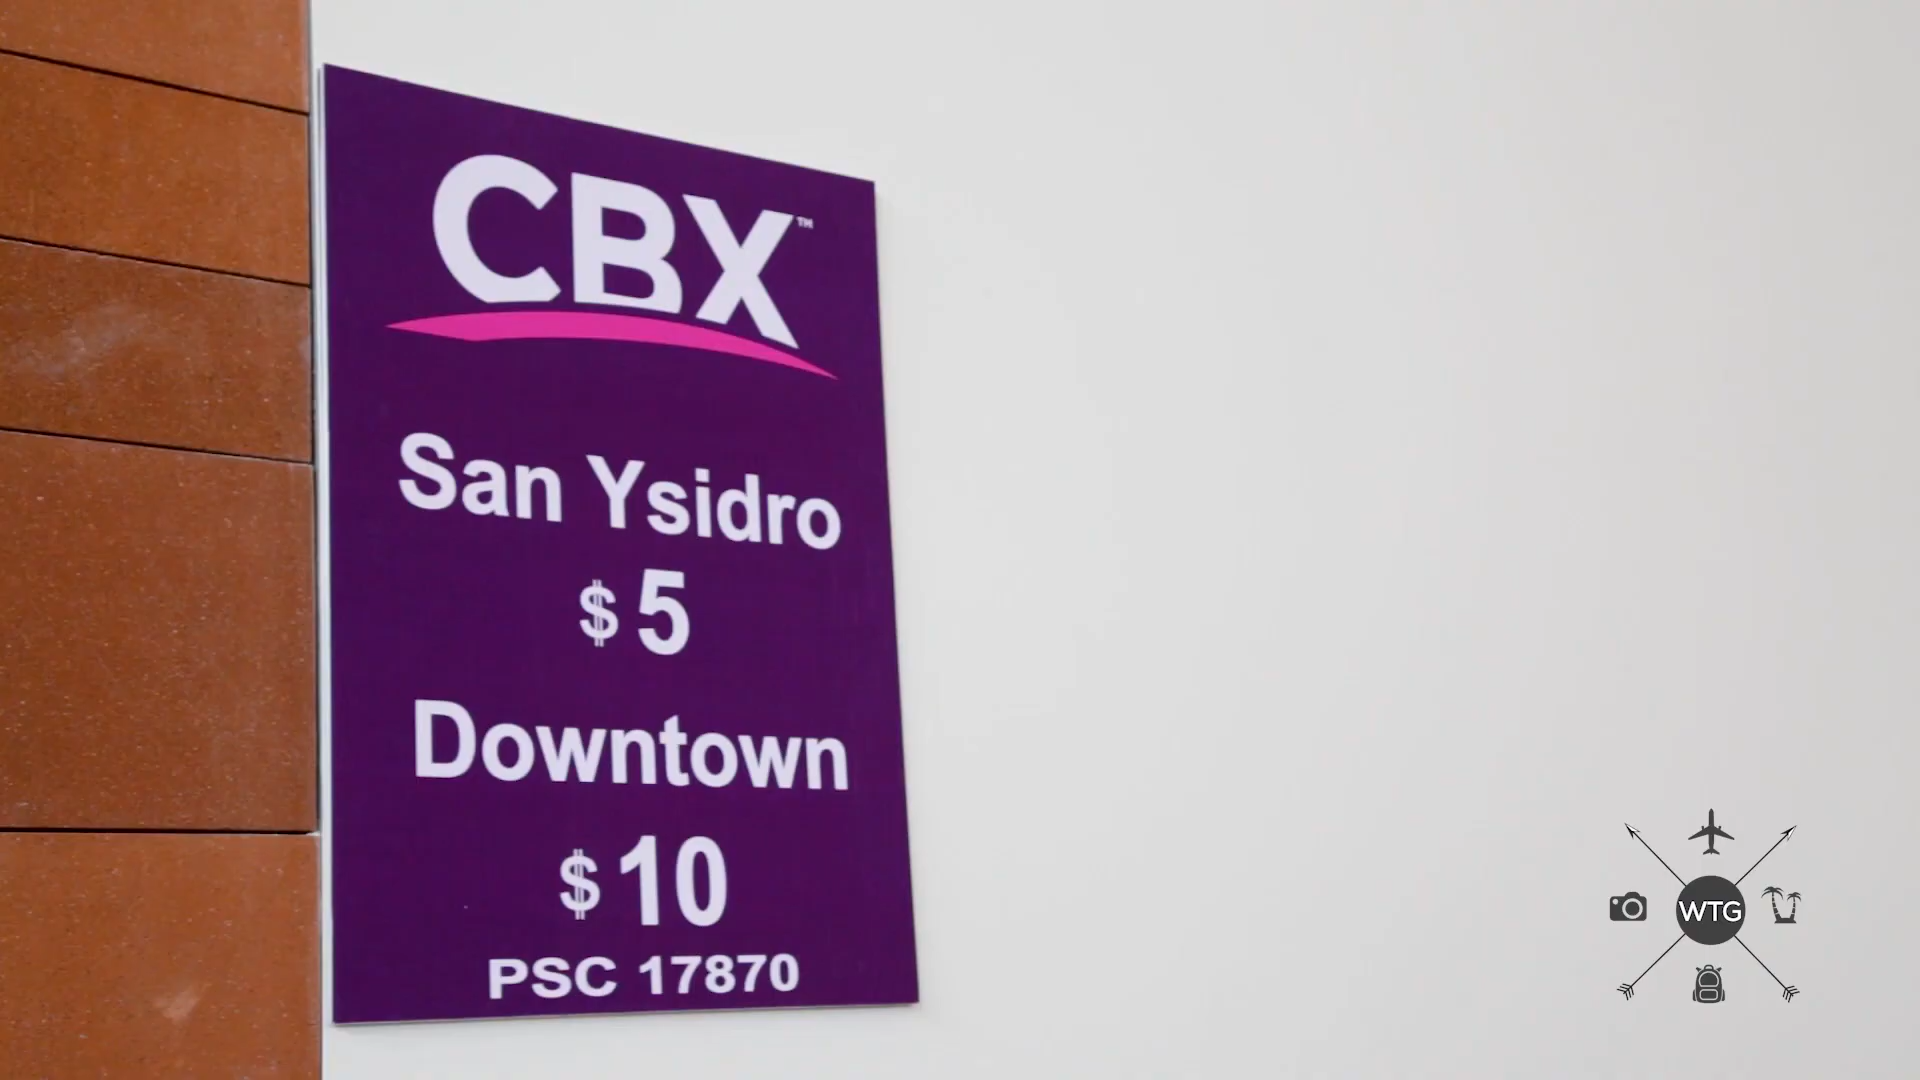 CBX™
San Ysidro
$5
Downtown
$10
PSC 17870
WTG